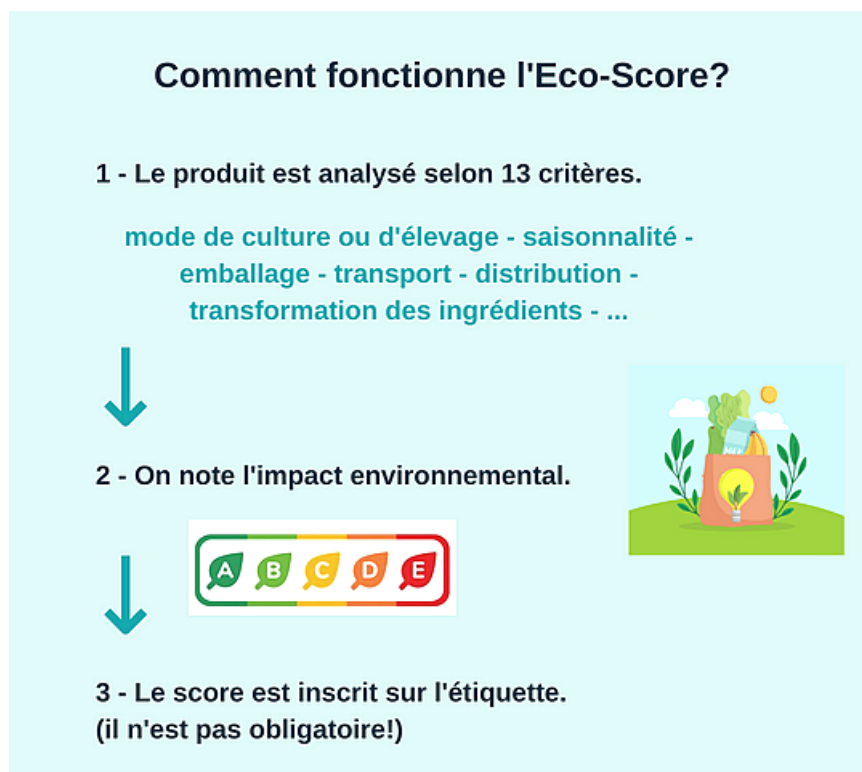 Comment fonctionne l'Eco-Score?
1 - Le produit est analysé selon 13 critères.
mode de culture ou d'élevage - saisonnalité -
emballage - transport - distribution -
transformation des ingrédients - ...
2 - On note l'impact environnemental.
A B C D E
3 - Le score est inscrit sur l'étiquette.
(il n'est pas obligatoire!)